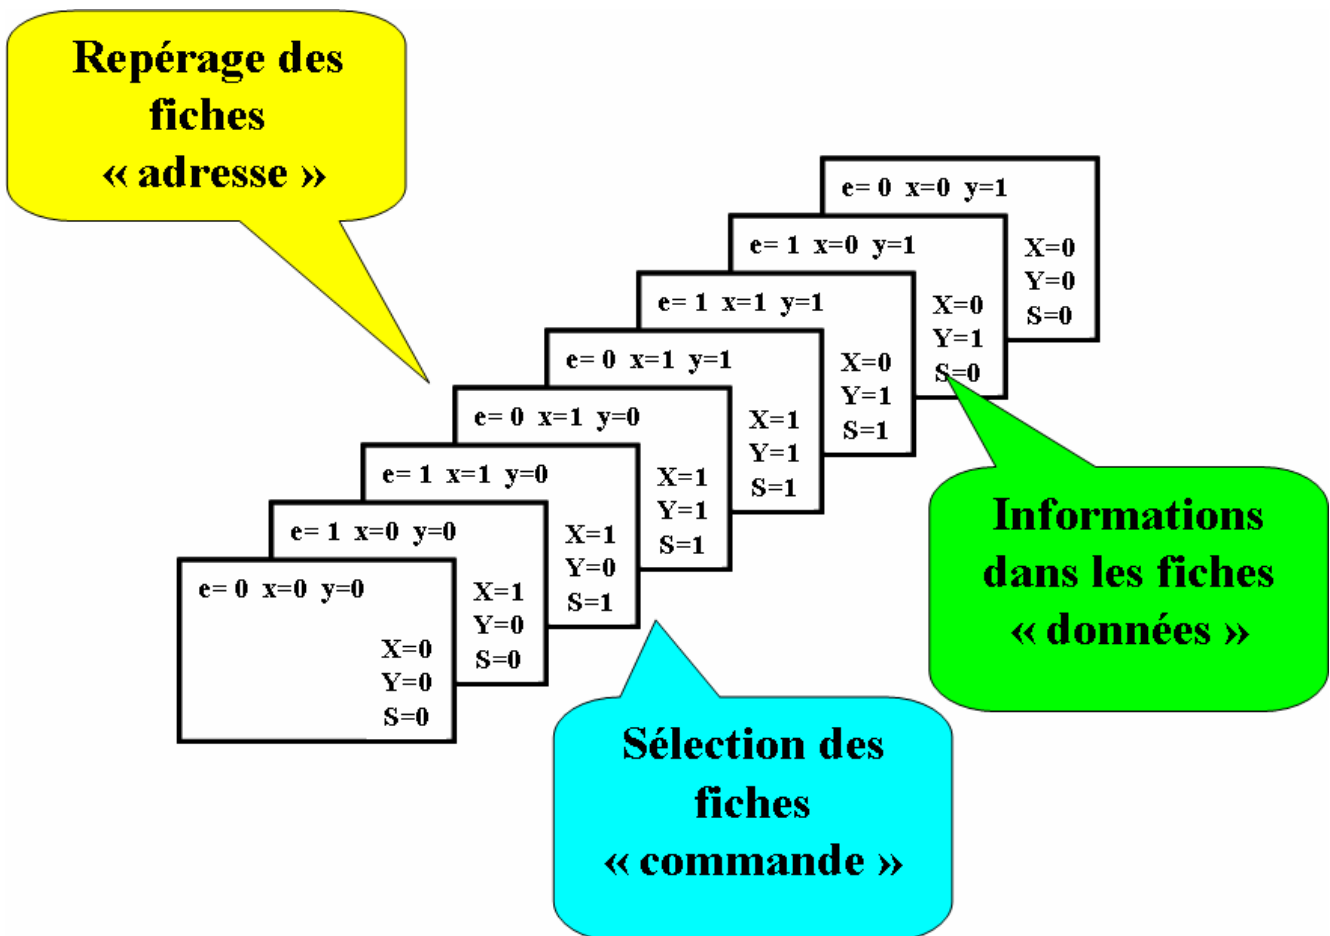 Repérage des
fiches
« adresse »
e= 0 x=0 y=1
X=0
Y=0
S=0
e= 1 x=0 y=1
X=0
Y=1
S=0
e= 1 x=1 y=1
X=0
Y=1
S=1
e= 0 x=1 y=1
X=1
Y=1
S=1
e= 0 x=1 y=0
X=1
Y=1
S=1
e= 1 x=1 y=0
X=1
Y=0
S=1
e= 1 x=0 y=0
X=1
Y=0
S=0
e= 0 x=0 y=0
X=0
Y=0
S=0
Informations
dans les fiches
« données »
Sélection des
fiches
« commande »